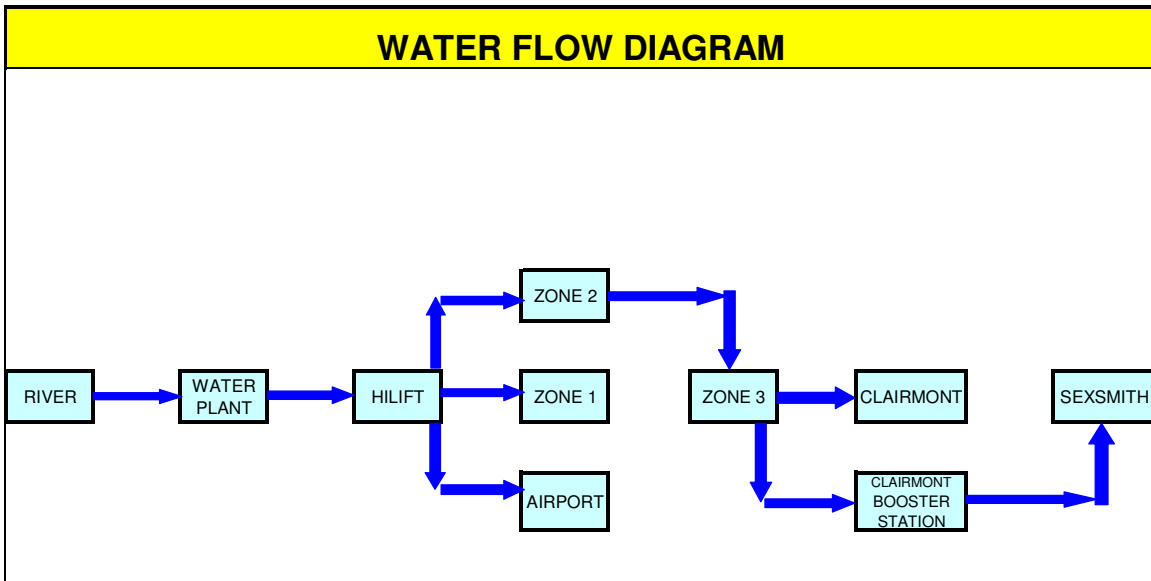 WATER FLOW DIAGRAM
ZONE 2
RIVER
WATER
PLANT
HILIFT
ZONE 1
ZONE 3
CLAIRMONT
SEXSMITH
AIRPORT
CLAIRMONT
BOOSTER
STATION